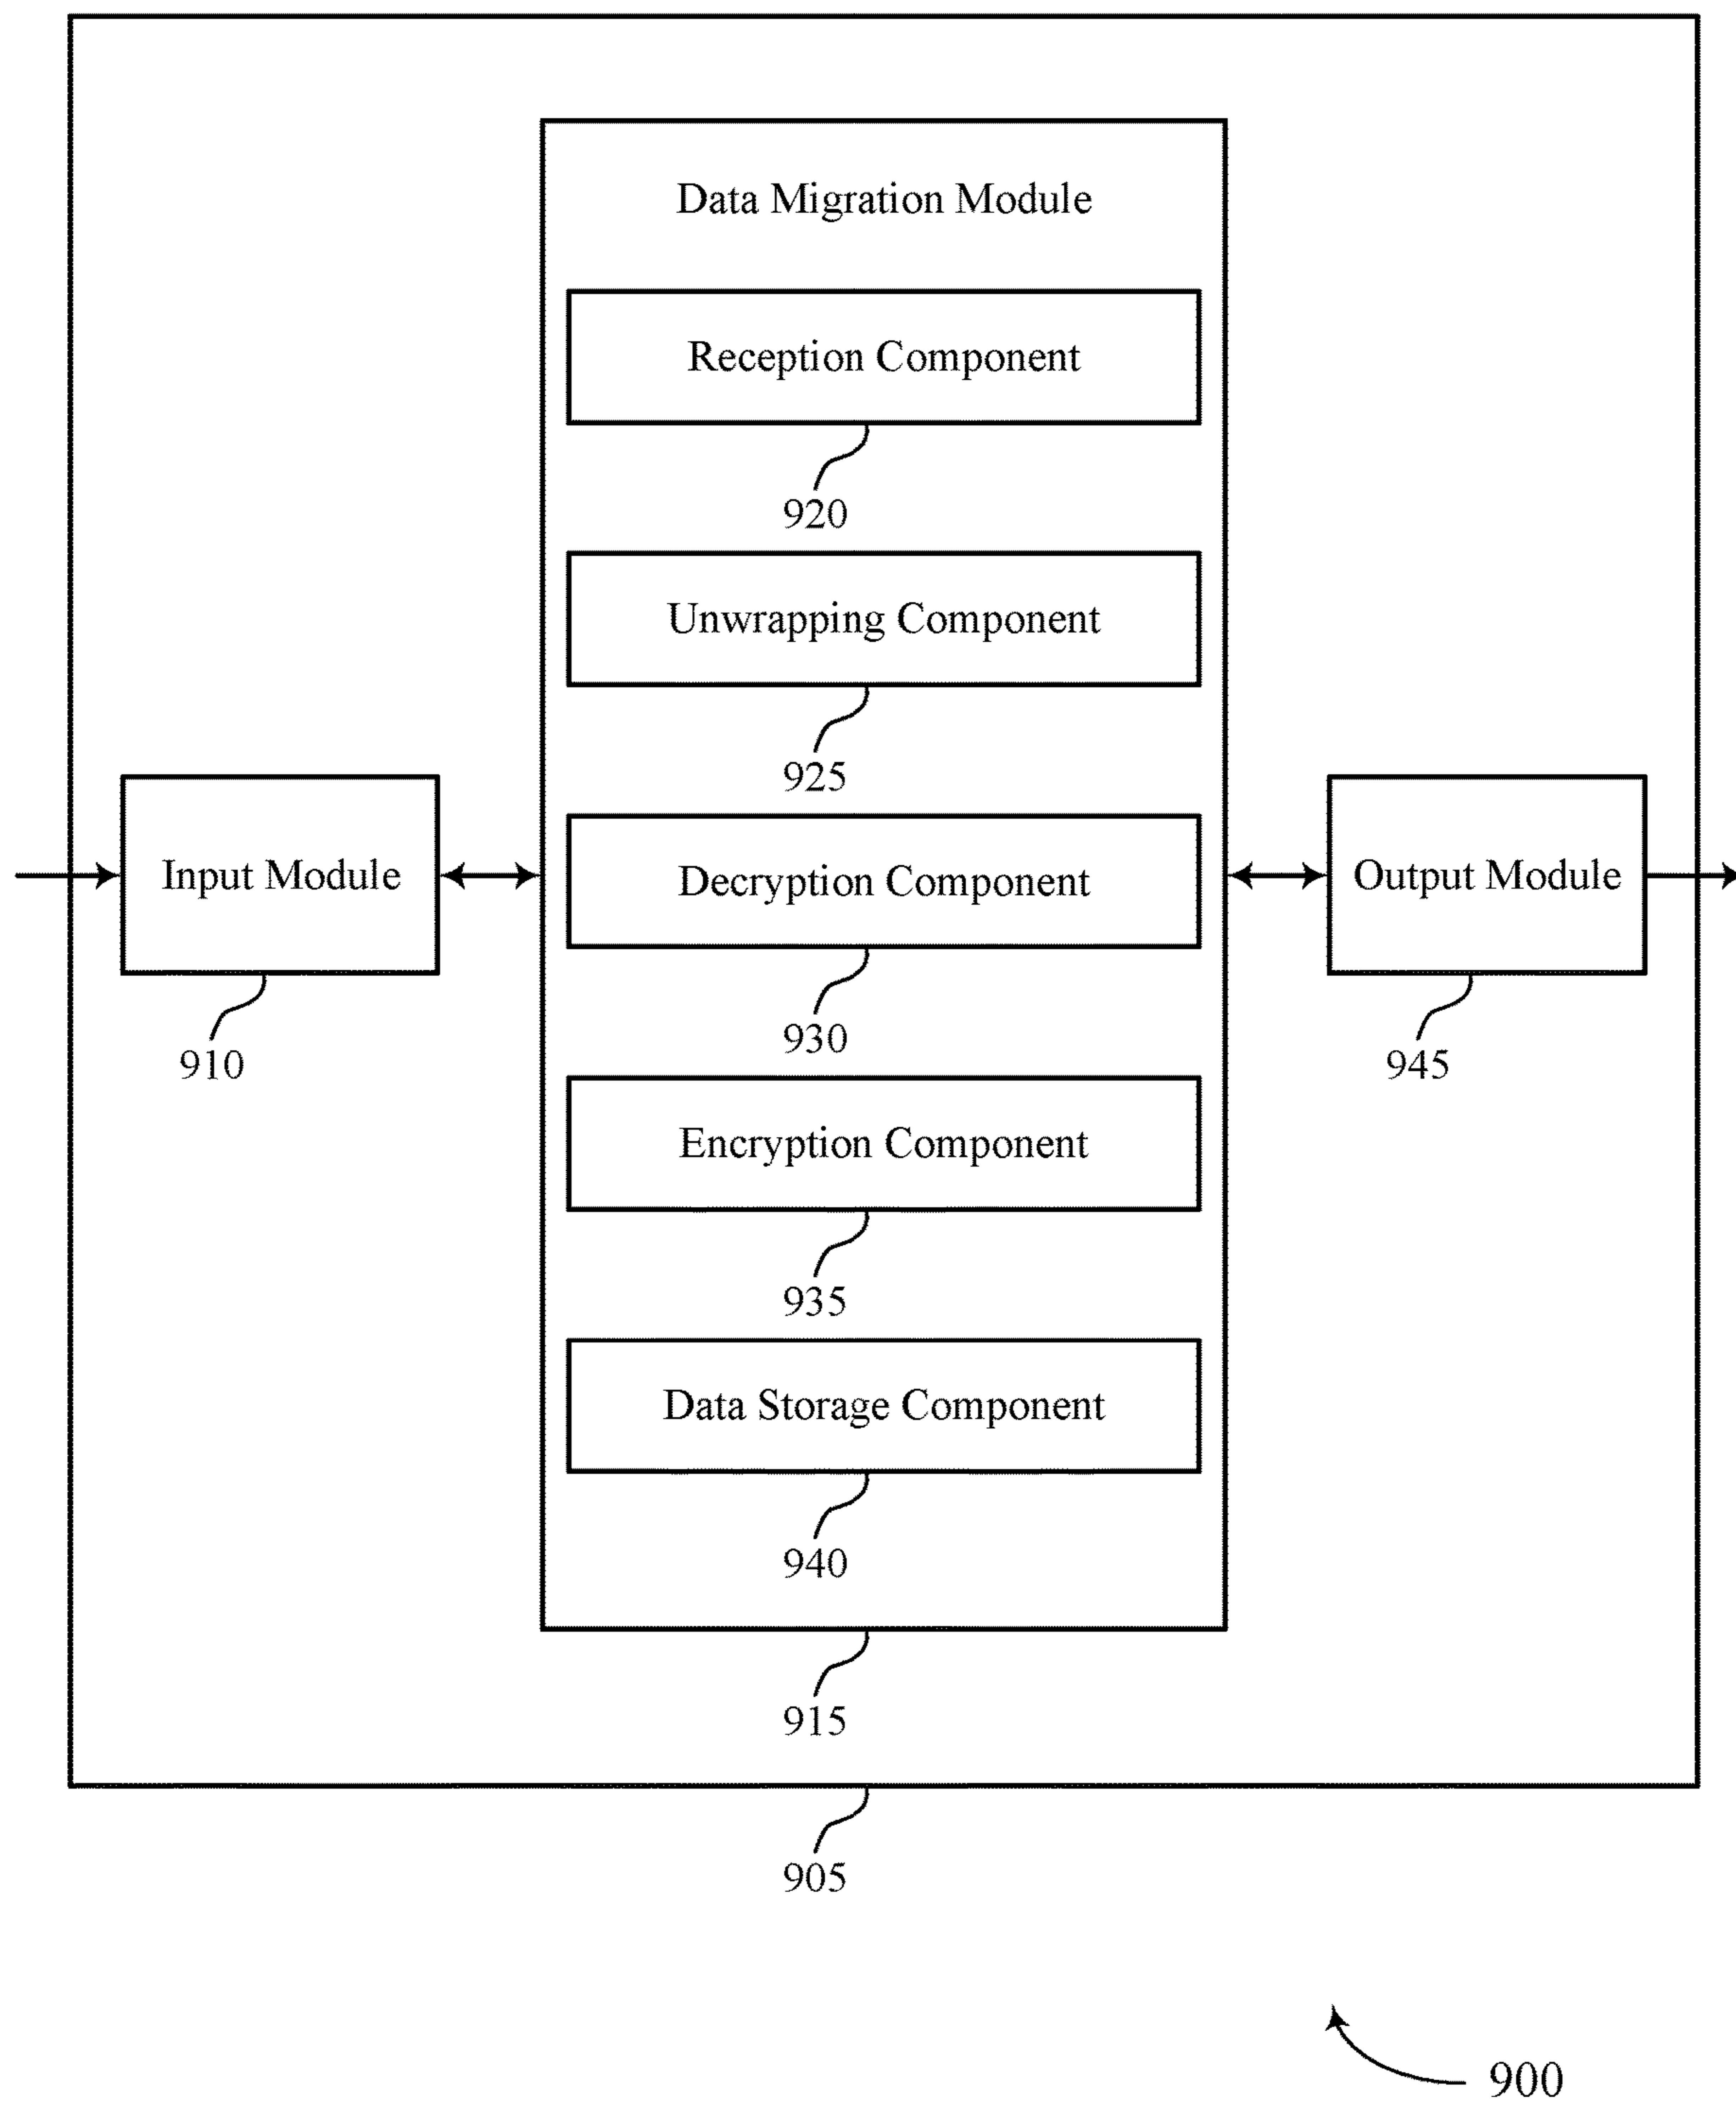 Data Migration Module
Reception Component
920
Unwrapping Component
925
Input Module
910
Decryption Component
930
Output Module
945
Encryption Component
935
Data Storage Component
940
915
905
900